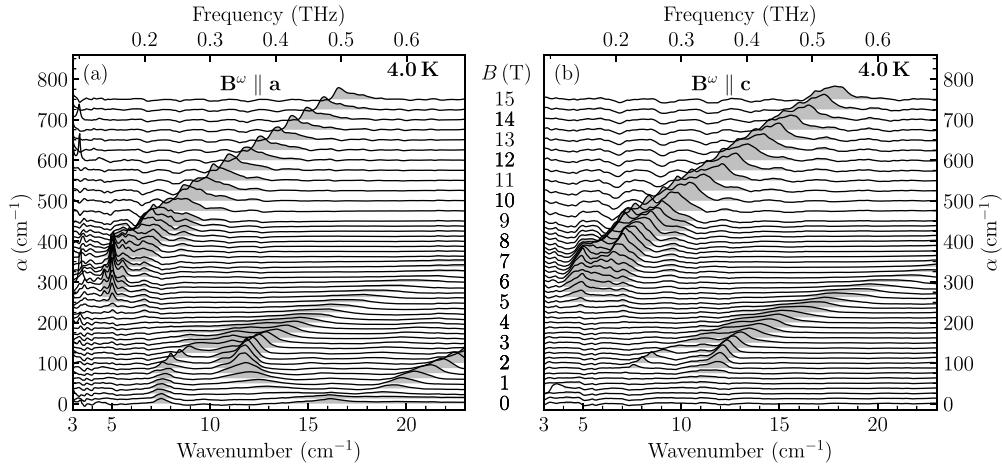 Frequency (THz)
0.2 0.3 0.4 0.5 0.6
(a) B^ω ∥ a 4.0 K
800
700
600
500
400
300
200
100
0
α (cm⁻¹)
3 5 10 15 20
Wavenumber (cm⁻¹)
B (T)
15
14
13
12
11
10
9
8
7
6
5
4
3
2
1
0
Frequency (THz)
0.2 0.3 0.4 0.5 0.6
(b) B^ω ∥ c 4.0 K
800
700
600
500
400
300
200
100
0
α (cm⁻¹)
3 5 10 15 20
Wavenumber (cm⁻¹)